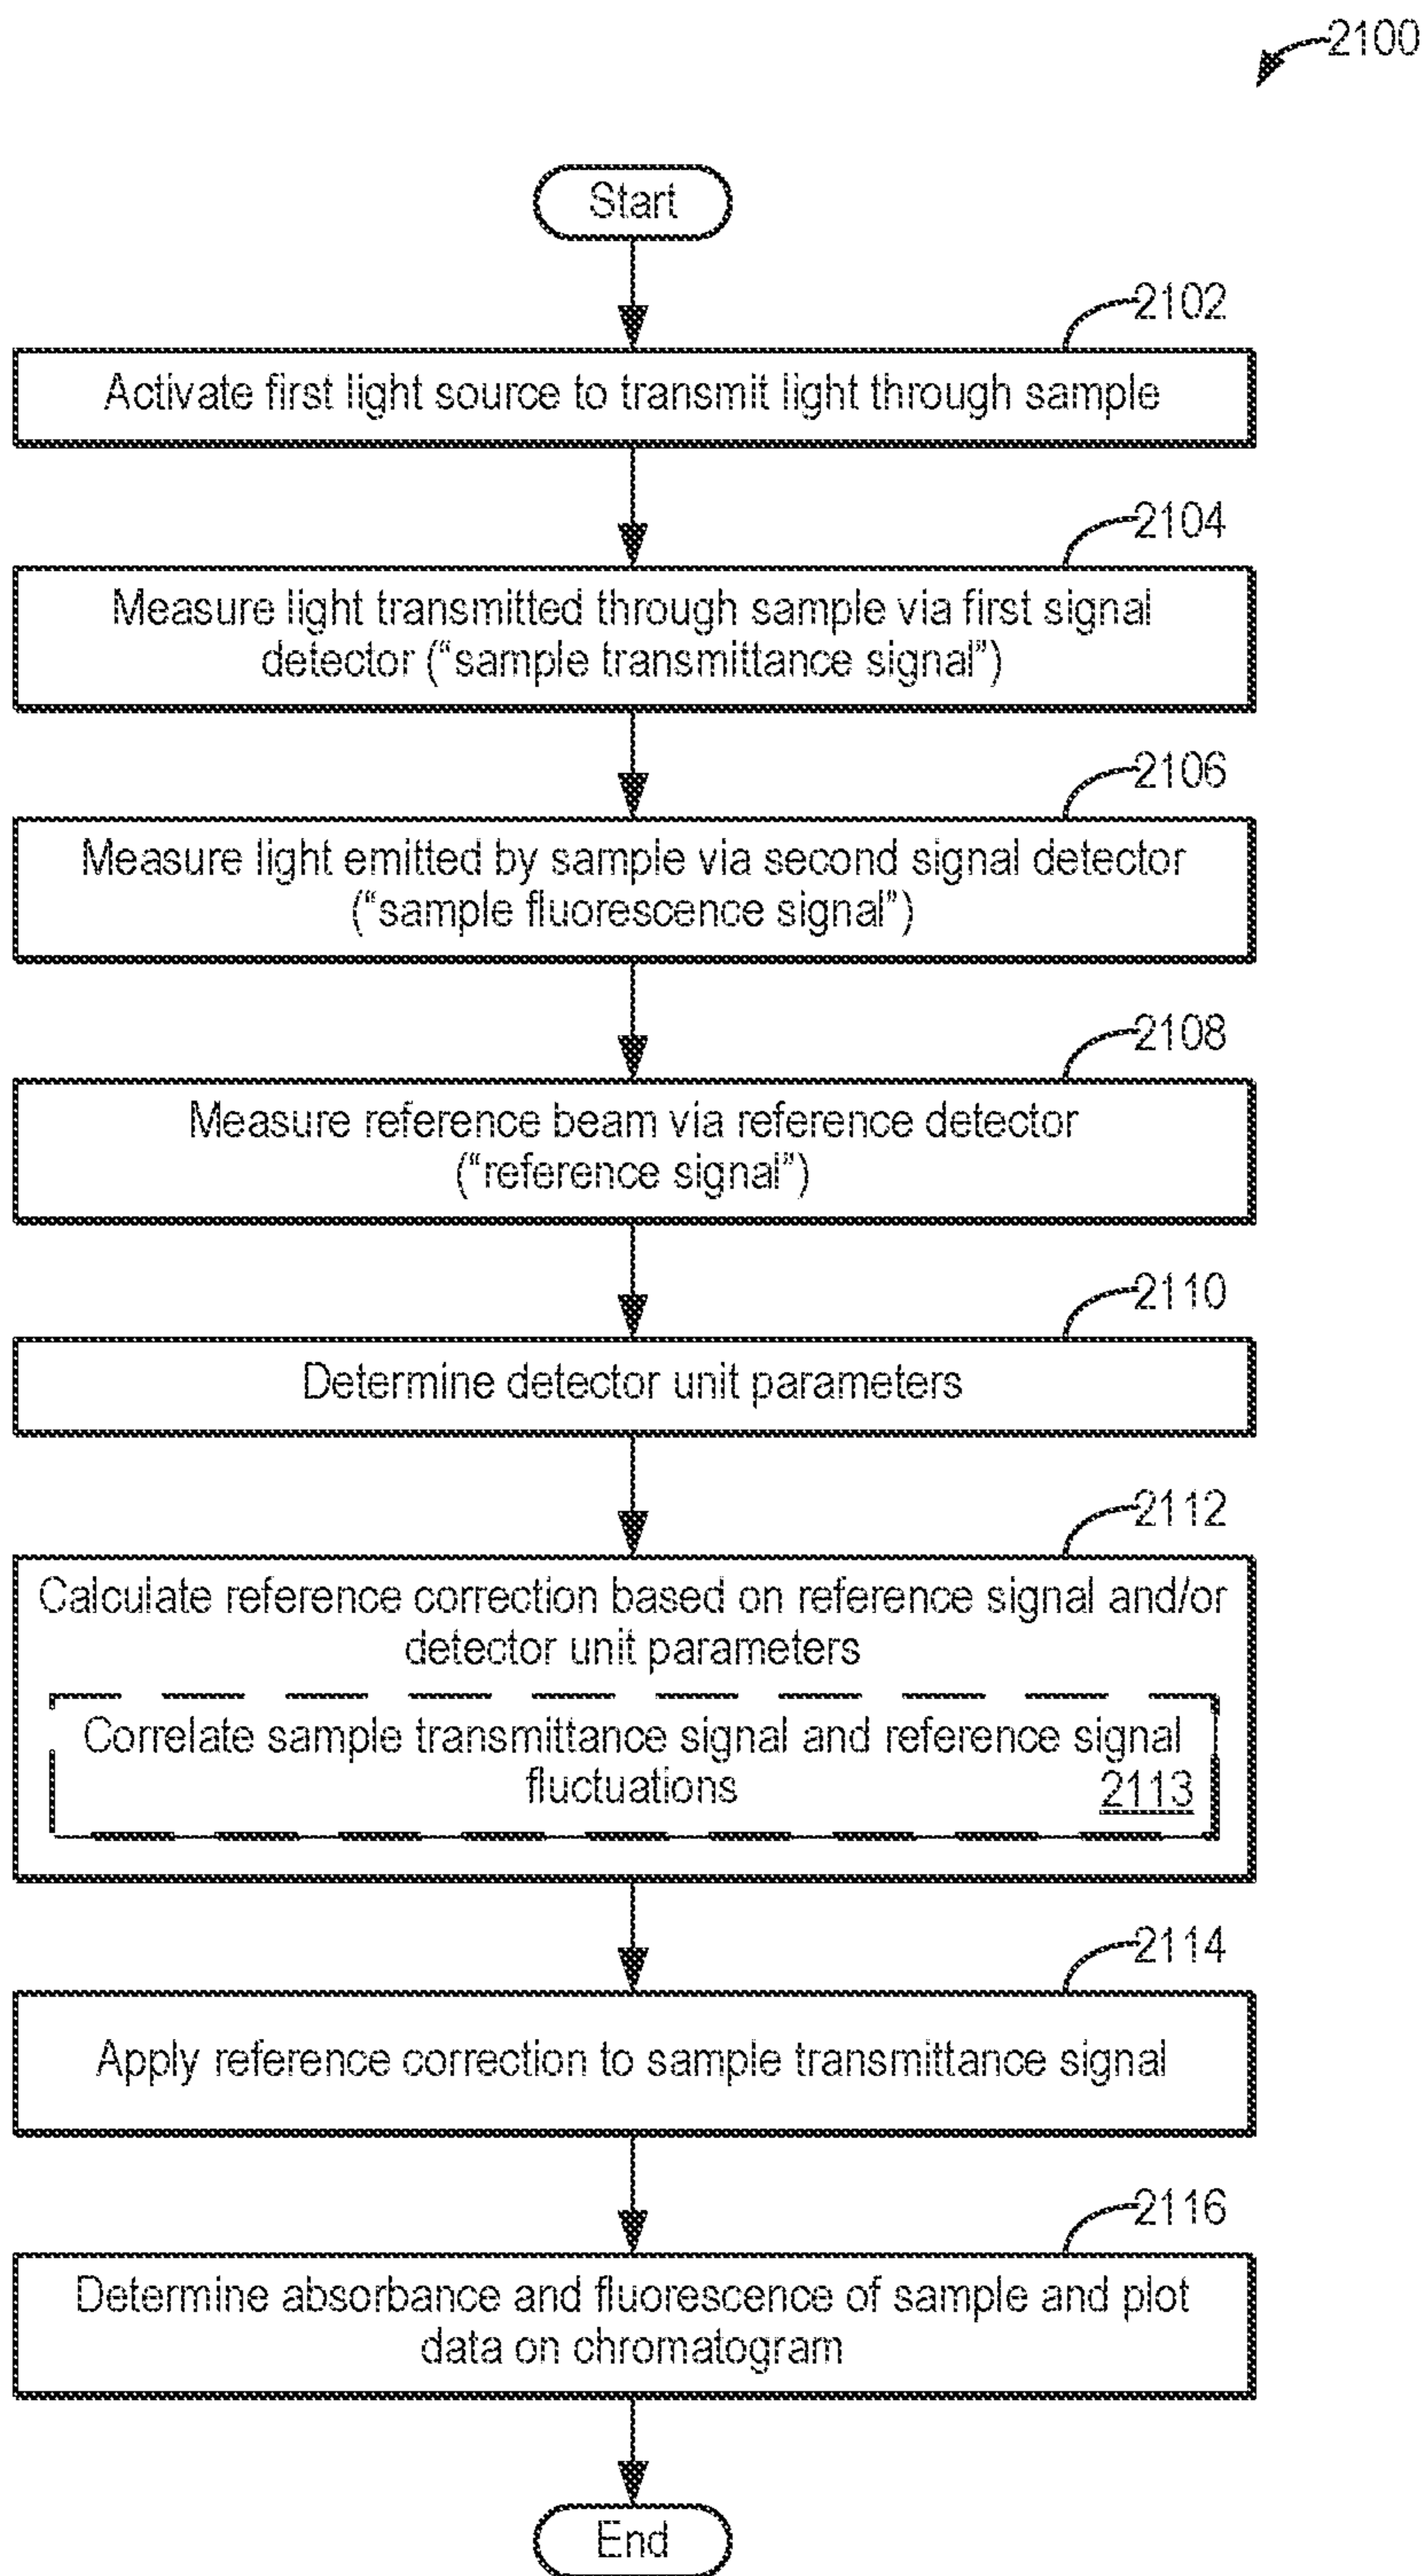 2100
Start
2102
Activate first light source to transmit light through sample
2104
Measure light transmitted through sample via first signal
detector (“sample transmittance signal”)
2106
Measure light emitted by sample via second signal detector
(“sample fluorescence signal”)
2108
Measure reference beam via reference detector
(“reference signal”)
2110
Determine detector unit parameters
2112
Calculate reference correction based on reference signal and/or
detector unit parameters
Correlate sample transmittance signal and reference signal
fluctuations 2113
2114
Apply reference correction to sample transmittance signal
2116
Determine absorbance and fluorescence of sample and plot
data on chromatogram
End